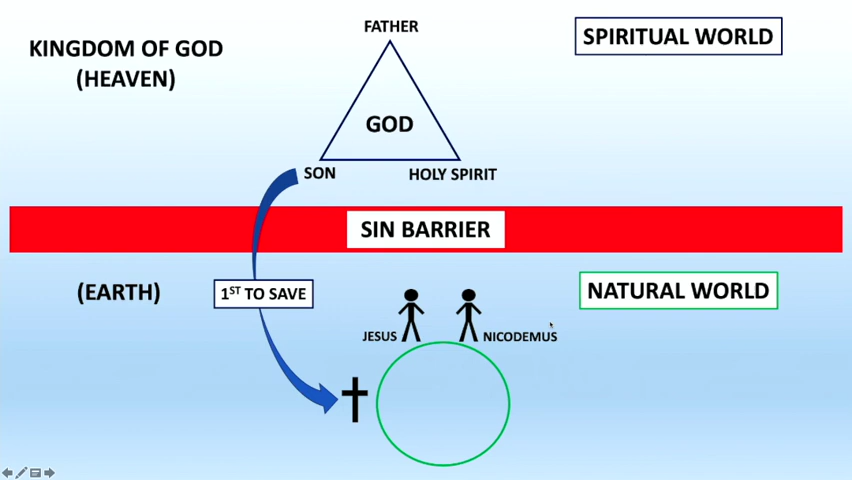 FATHER
KINGDOM OF GOD
(HEAVEN)
SPIRITUAL WORLD
GOD
SON
HOLY SPIRIT
SIN BARRIER
(EARTH)
1ST TO SAVE
NATURAL WORLD
JESUS
NICODEMUS